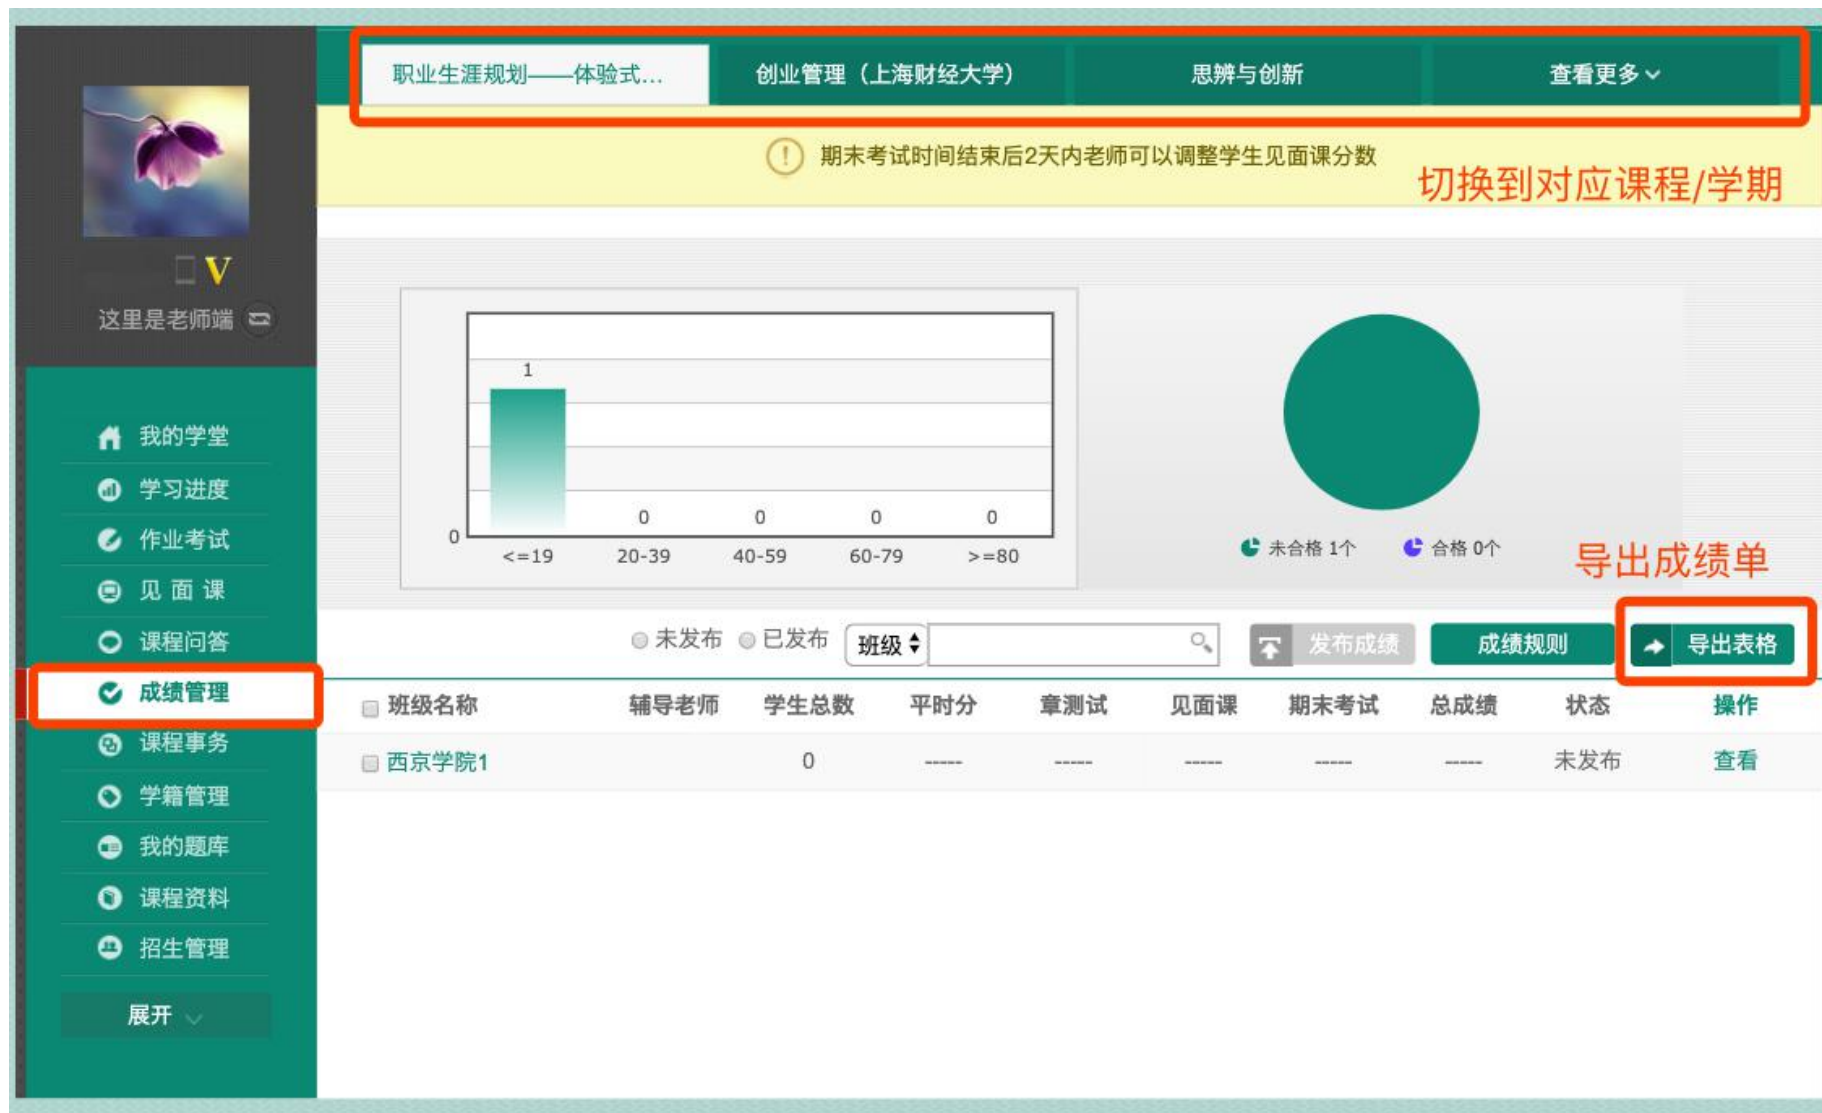 职业生涯规划——体验式...
创业管理（上海财经大学）
思辨与创新
查看更多
期末考试时间结束后2天内老师可以调整学生见面课分数
切换到对应课程/学期
V
这里是老师端
我的学堂
学习进度
作业考试
见 面 课
课程问答
成绩管理
课程事务
学籍管理
我的题库
课程资料
招生管理
展开
1
0 0 0 0
0
<=19 20-39 40-59 60-79 >=80
未合格 1个 合格 0个
导出成绩单
未发布 已发布 班级 发布成绩 成绩规则 导出表格
班级名称 辅导老师 学生总数 平时分 章测试 见面课 期末考试 总成绩 状态 操作
西京学院1 0 ----- ----- ----- ----- ----- 未发布 查看